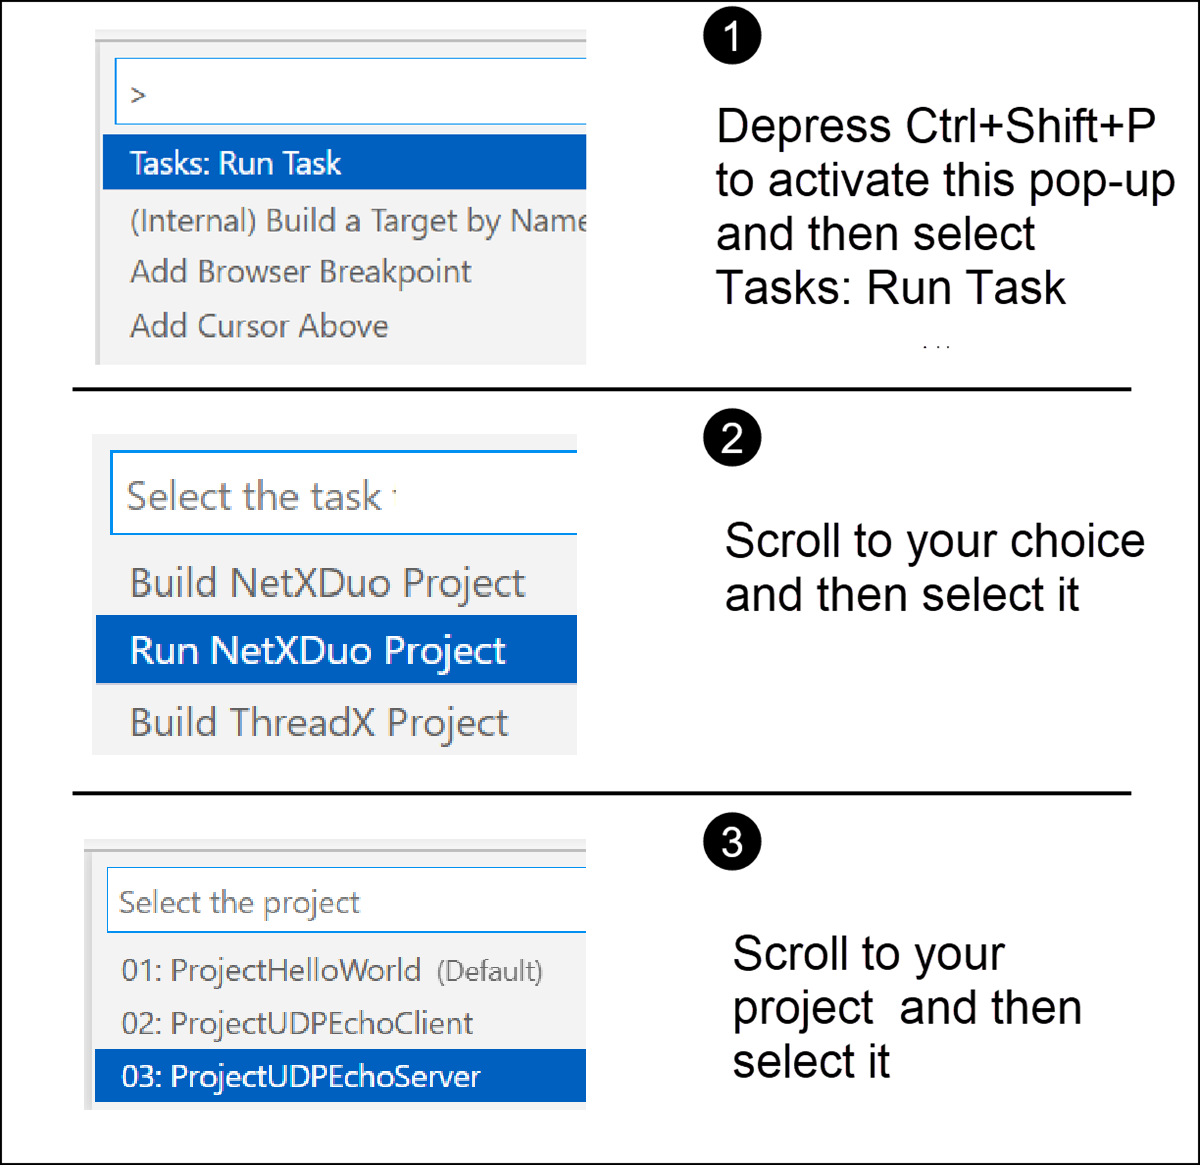 >
Tasks: Run Task
(Internal) Build a Target by Name
Add Browser Breakpoint
Add Cursor Above
1
Depress Ctrl+Shift+P
to activate this pop-up
and then select
Tasks: Run Task
...
Select the task
Build NetXDuo Project
Run NetXDuo Project
Build ThreadX Project
2
Scroll to your choice
and then select it
Select the project
01: ProjectHelloWorld (Default)
02: ProjectUDPEchoClient
03: ProjectUDPEchoServer
3
Scroll to your
project and then
select it